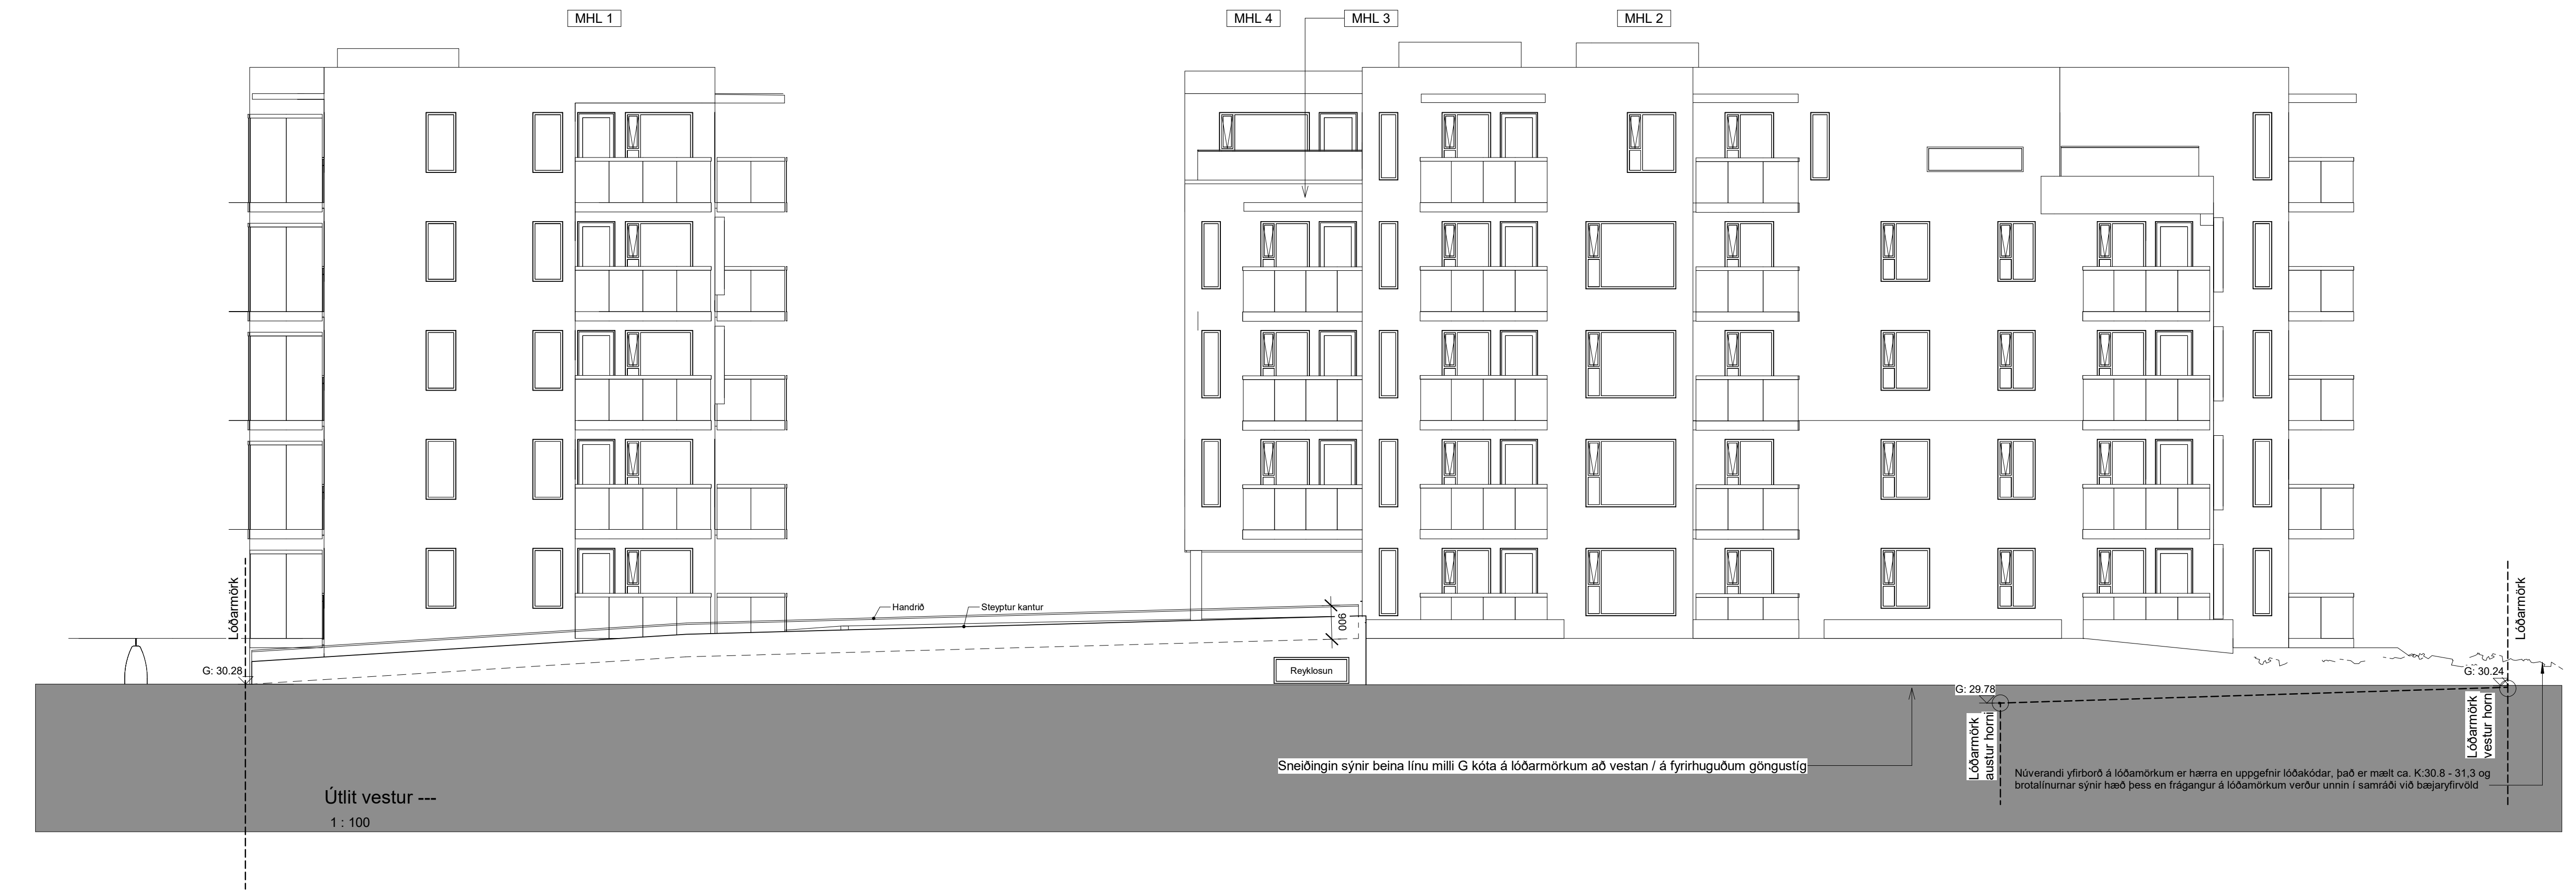 MHL 1
MHL 4
MHL 3
MHL 2
Handrið
Steyptur kantur
900
Lóðarmörk
Lóðarmörk
G: 30.28
Reyklosun
G: 29.78
G: 30.24
Lóðarmörk
austur horni
Lóðarmörk
vestur horn
Sneiðingin sýnir beina línu milli G kóta á lóðarmörkum að vestan / á fyrirhuguðum göngustíg
Núverandi yfirborð á lóðamörkum er hærra en uppgefnir lóðakódar, það er mælt ca. K:30.8 - 31,3 og
brotalínurnar sýnir hæð þess en frágangur á lóðamörkum verður unnin í samráði við bæjaryfirvöld
Útlit vestur ---
1 : 100